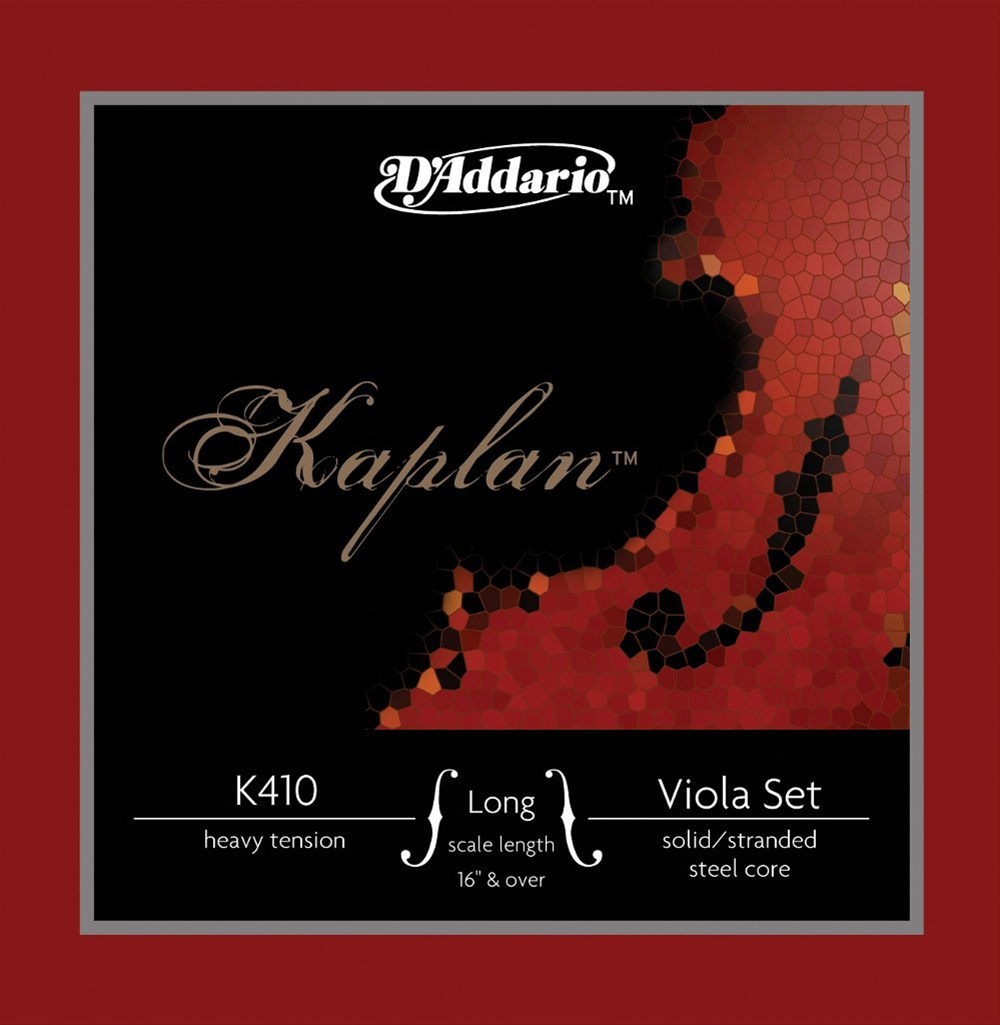 D'Addario™
Kaplan™
K410
heavy tension
Long
scale length
16" & over
Viola Set
solid/stranded
steel core